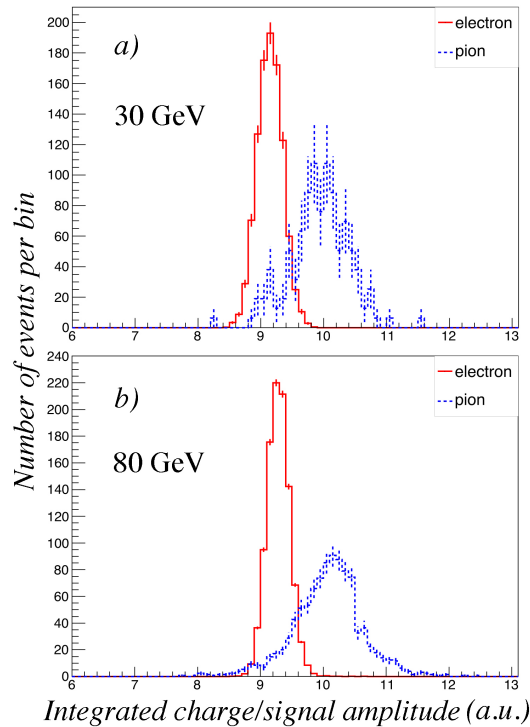 200
180
160
140
120
100
80
60
40
20
0
a)
30 GeV
electron
pion
6 7 8 9 10 11 12 13
Number of events per bin
240
220
200
180
160
140
120
100
80
60
40
20
0
b)
80 GeV
electron
pion
6 7 8 9 10 11 12 13
Integrated charge/signal amplitude (a.u.)